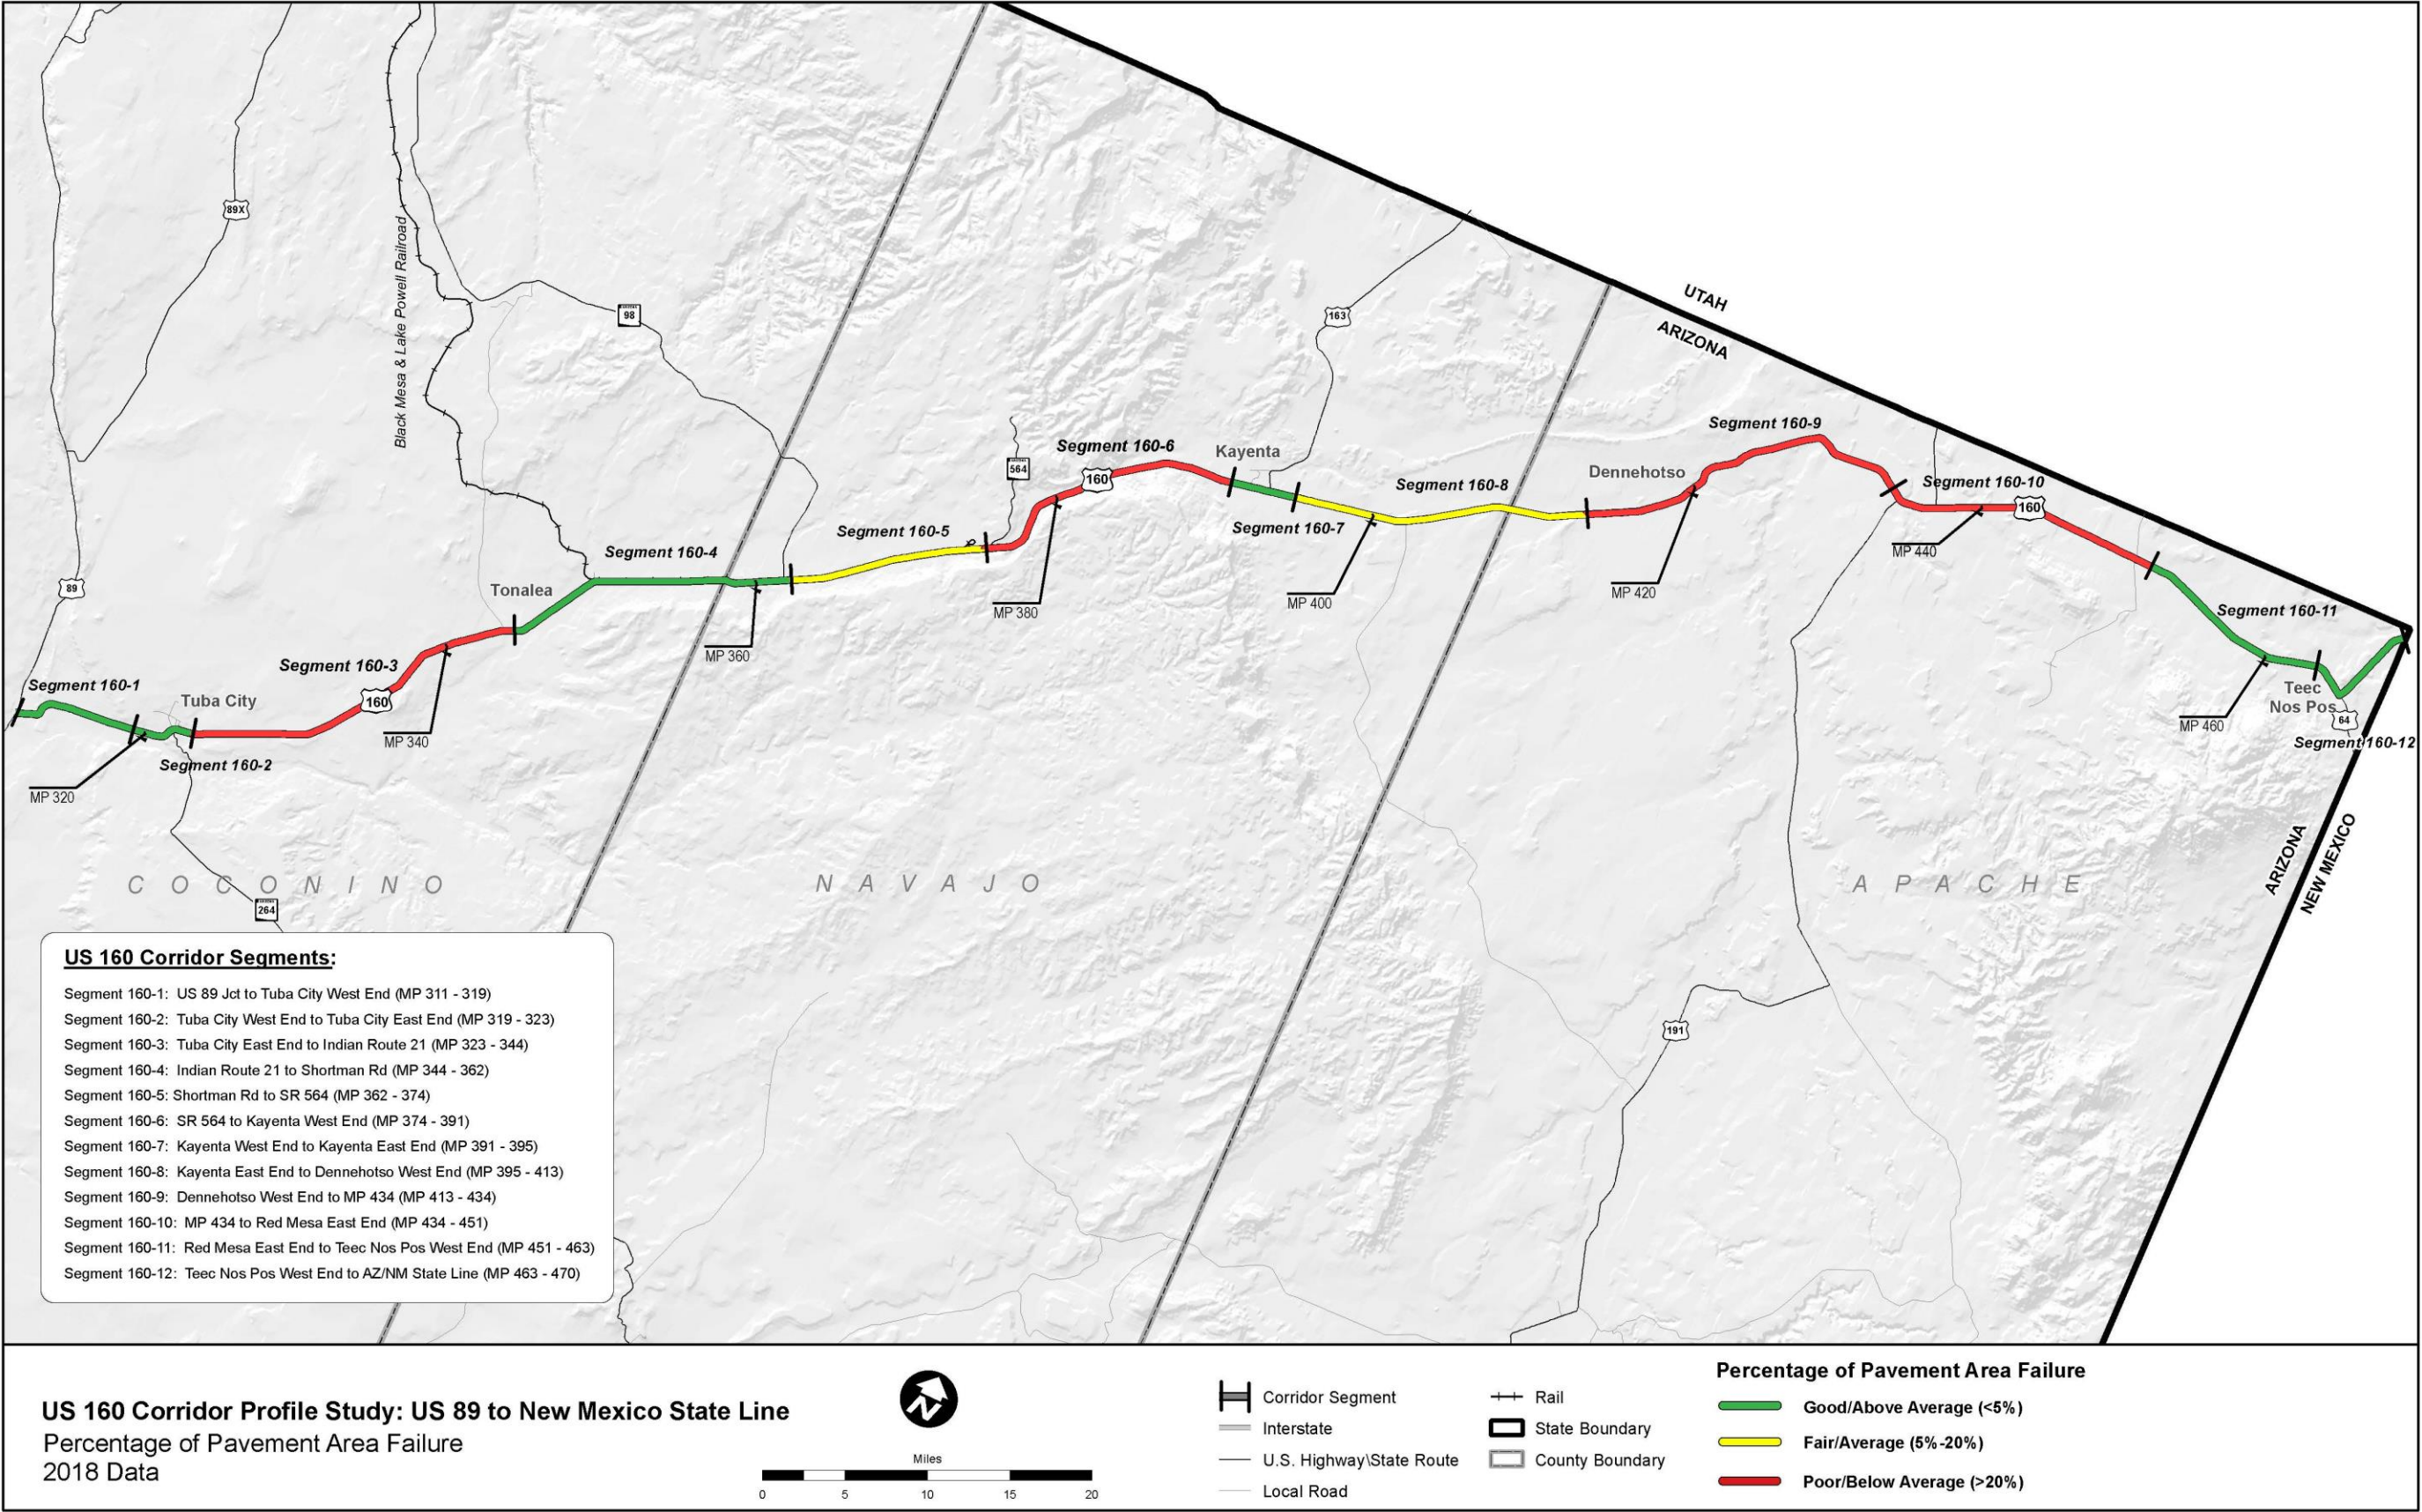 89X
Black Mesa & Lake Powell Railroad
98
163
UTAH
ARIZONA
564
Segment 160-6
160
Kayenta
Segment 160-7
Segment 160-8
Dennehotso
Segment 160-9
Segment 160-10
160
Segment 160-5
Segment 160-4
Tonalea
89
MP 360
MP 380
MP 400
MP 420
MP 440
Segment 160-11
Teec
Nos Pos
64
MP 460
Segment 160-12
Segment 160-3
160
MP 340
Segment 160-1
Tuba City
Segment 160-2
MP 320
COCONINO
NAVAJO
APACHE
ARIZONA
NEW MEXICO
264
191
US 160 Corridor Segments:
Segment 160-1: US 89 Jct to Tuba City West End (MP 311 - 319)
Segment 160-2: Tuba City West End to Tuba City East End (MP 319 - 323)
Segment 160-3: Tuba City East End to Indian Route 21 (MP 323 - 344)
Segment 160-4: Indian Route 21 to Shortman Rd (MP 344 - 362)
Segment 160-5: Shortman Rd to SR 564 (MP 362 - 374)
Segment 160-6: SR 564 to Kayenta West End (MP 374 - 391)
Segment 160-7: Kayenta West End to Kayenta East End (MP 391 - 395)
Segment 160-8: Kayenta East End to Dennehotso West End (MP 395 - 413)
Segment 160-9: Dennehotso West End to MP 434 (MP 413 - 434)
Segment 160-10: MP 434 to Red Mesa East End (MP 434 - 451)
Segment 160-11: Red Mesa East End to Teec Nos Pos West End (MP 451 - 463)
Segment 160-12: Teec Nos Pos West End to AZ/NM State Line (MP 463 - 470)
US 160 Corridor Profile Study: US 89 to New Mexico State Line
Percentage of Pavement Area Failure
2018 Data
N
Miles
0 5 10 15 20
Corridor Segment
Interstate
U.S. Highway\State Route
Local Road
Rail
State Boundary
County Boundary
Percentage of Pavement Area Failure
Good/Above Average (<5%)
Fair/Average (5%-20%)
Poor/Below Average (>20%)